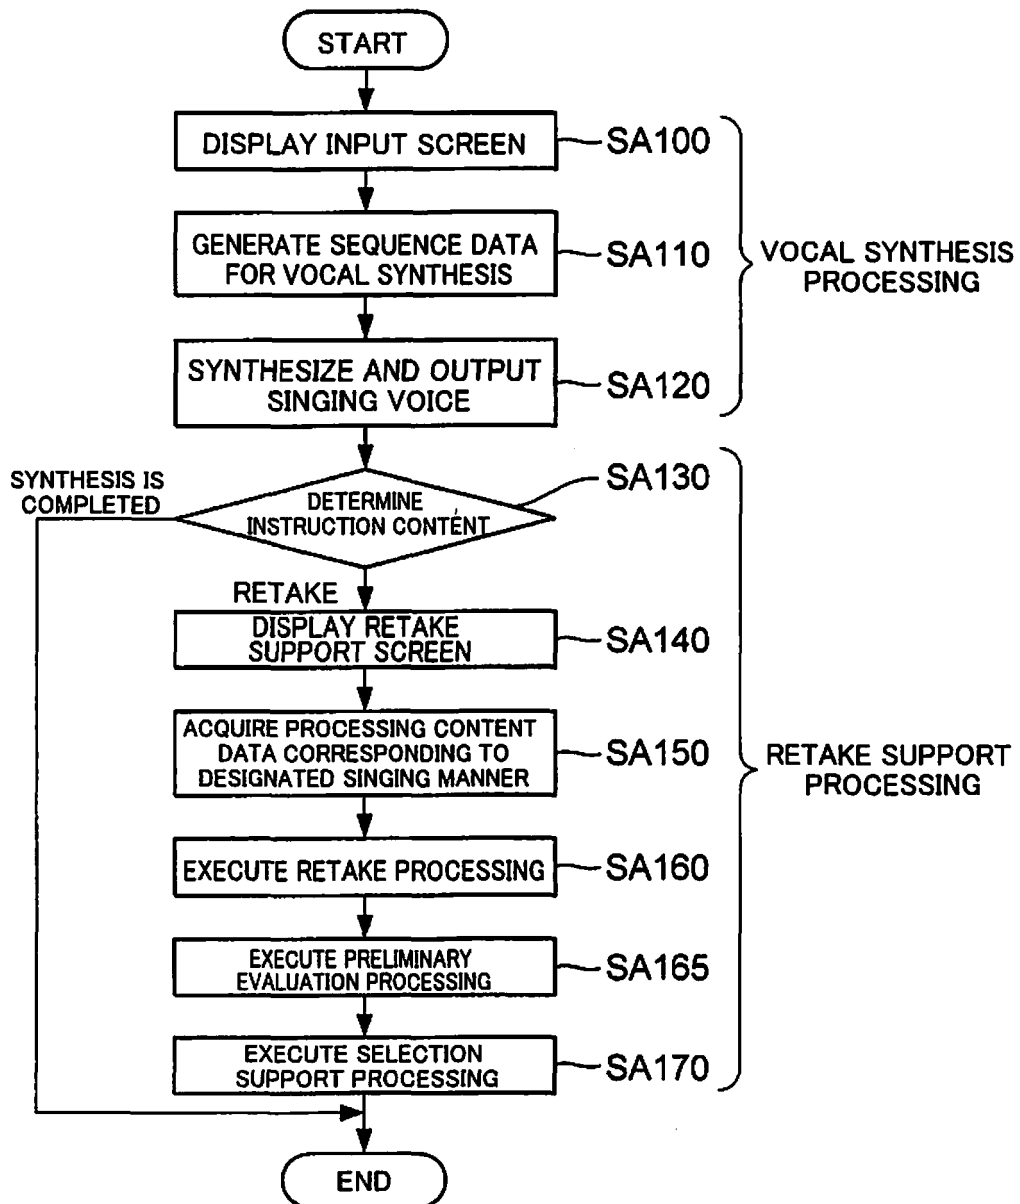 START
DISPLAY INPUT SCREEN
SA100
GENERATE SEQUENCE DATA
FOR VOCAL SYNTHESIS
SA110
SYNTHESIZE AND OUTPUT
SINGING VOICE
SA120
VOCAL SYNTHESIS
PROCESSING
SYNTHESIS IS
COMPLETED
DETERMINE
INSTRUCTION CONTENT
SA130
RETAKE
DISPLAY RETAKE
SUPPORT SCREEN
SA140
ACQUIRE PROCESSING CONTENT
DATA CORRESPONDING TO
DESIGNATED SINGING MANNER
SA150
EXECUTE RETAKE PROCESSING
SA160
EXECUTE PRELIMINARY
EVALUATION PROCESSING
SA165
EXECUTE SELECTION
SUPPORT PROCESSING
SA170
RETAKE SUPPORT
PROCESSING
END